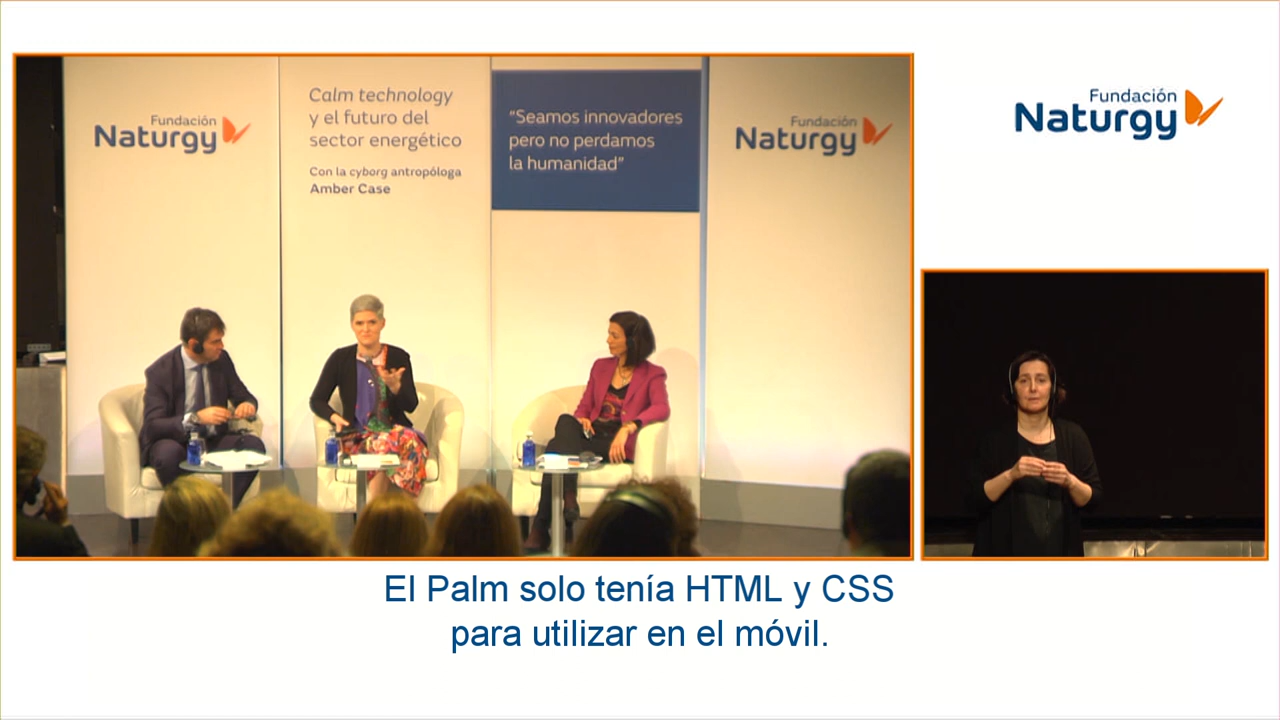 Fundación
Naturgy
Calm technology
y el futuro del
sector energético
Con la cyborg antropóloga
Amber Case
"Seamos innovadores
pero no perdamos
la humanidad"
Fundación
Naturgy
Fundación
Naturgy
El Palm solo tenía HTML y CSS
para utilizar en el móvil.